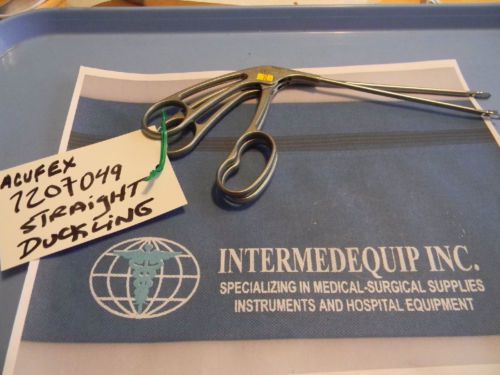 ACUFEX
7207049
STRAIGHT
DUCKLING
INTERMEDEQUIP INC.
SPECIALIZING IN MEDICAL-SURGICAL SUPPLIES
INSTRUMENTS AND HOSPITAL EQUIPMENT